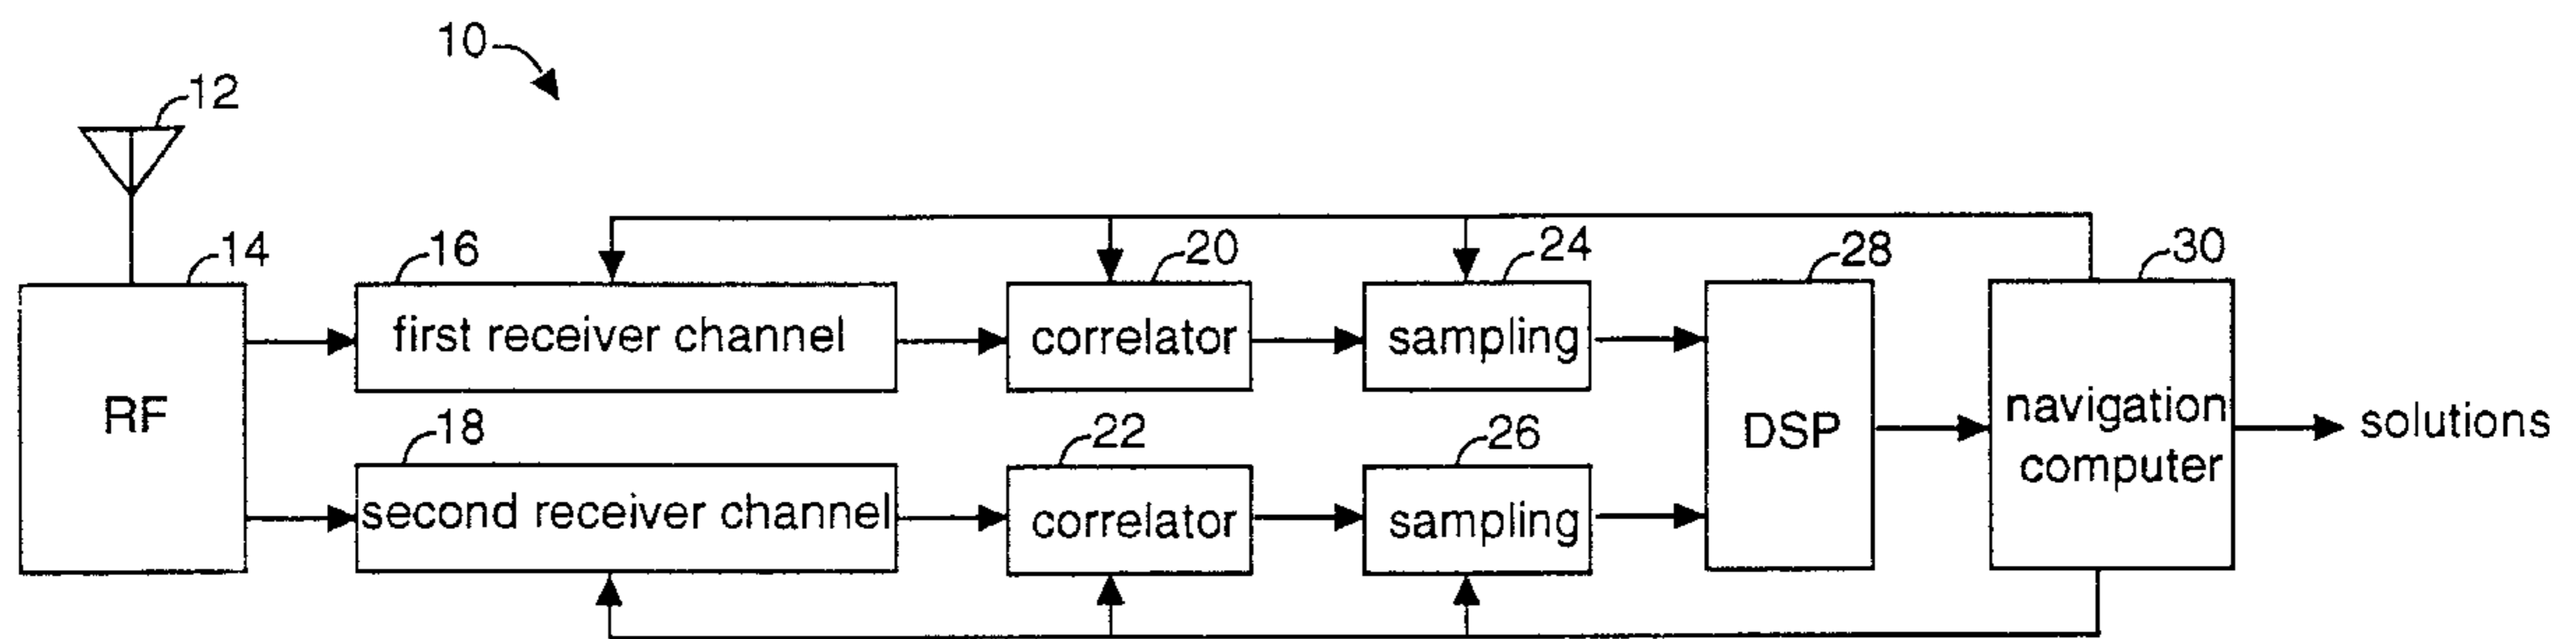 10
12
14
16
20
24
28
30
RF
first receiver channel
correlator
sampling
DSP
navigation
computer
solutions
18
22
26
second receiver channel
correlator
sampling